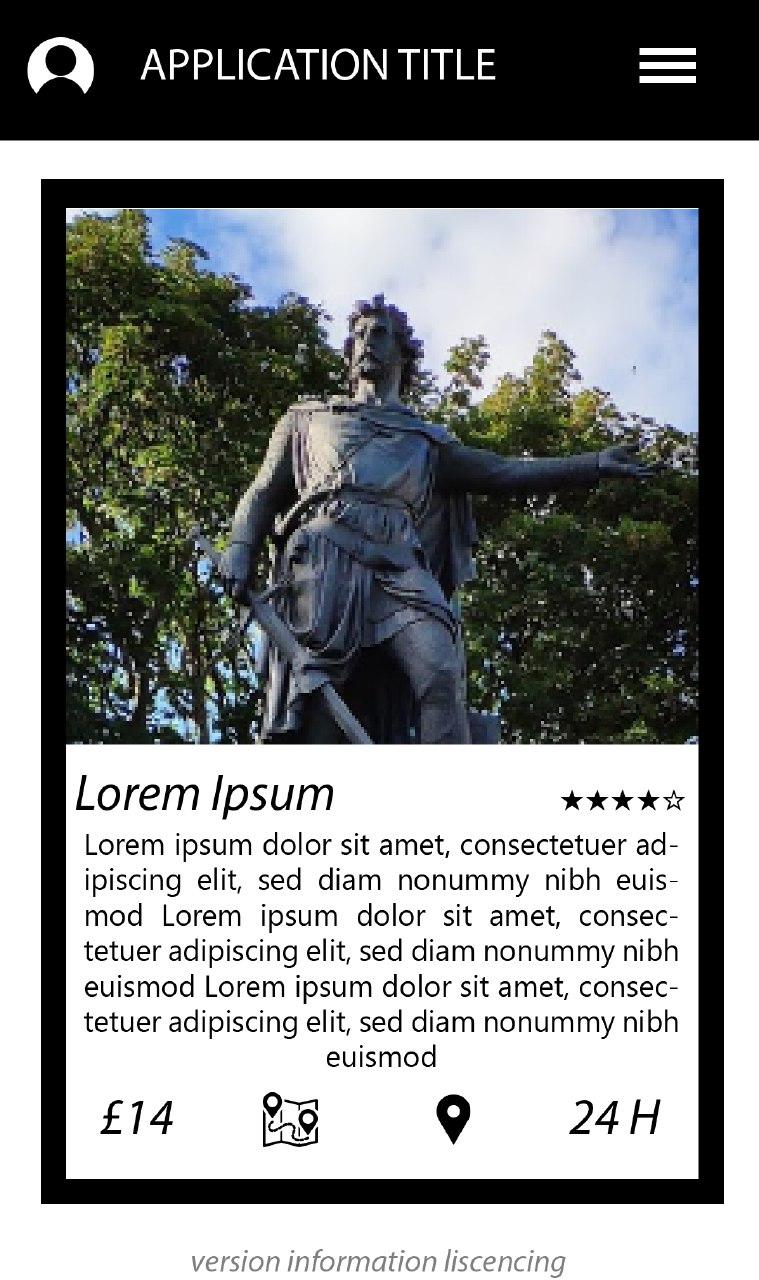 APPLICATION TITLE
Lorem Ipsum ★★★★☆
Lorem ipsum dolor sit amet, consectetuer ad-
ipiscing elit, sed diam nonummy nibh euis-
mod Lorem ipsum dolor sit amet, consec-
tetuer adipiscing elit, sed diam nonummy nibh
euismod Lorem ipsum dolor sit amet, consec-
tetuer adipiscing elit, sed diam nonummy nibh
euismod
£14 24 H
version information liscencing